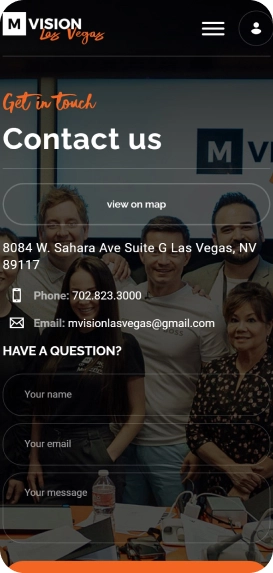 M VISION
Las Vegas
Get in touch
Contact us
M V
view on map
8084 W. Sahara Ave Suite G Las Vegas, NV
89117
Phone: 702.823.3000
Email: mvisionlasvegas@gmail.com
HAVE A QUESTION?
Your name
Your email
Your message